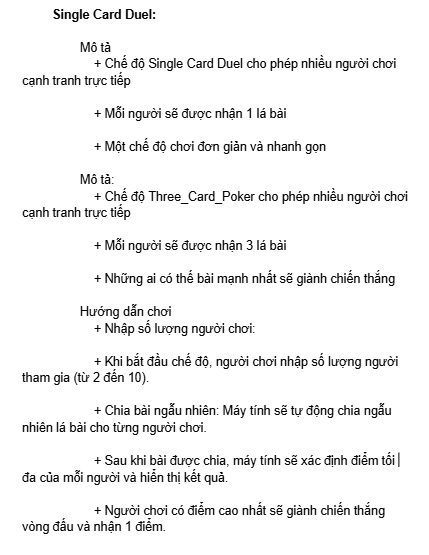 Single Card Duel:
Mô tả
+ Chế độ Single Card Duel cho phép nhiều người chơi
cạnh tranh trực tiếp
+ Mỗi người sẽ được nhận 1 lá bài
+ Một chế độ chơi đơn giản và nhanh gọn
Mô tả:
+ Chế độ Three_Card_Poker cho phép nhiều người chơi
cạnh tranh trực tiếp
+ Mỗi người sẽ được nhận 3 lá bài
+ Những ai có thế bài mạnh nhất sẽ giành chiến thắng
Hướng dẫn chơi
+ Nhập số lượng người chơi:
+ Khi bắt đầu chế độ, người chơi nhập số lượng người
tham gia (từ 2 đến 10).
+ Chia bài ngẫu nhiên: Máy tính sẽ tự động chia ngẫu
nhiên lá bài cho từng người chơi.
+ Sau khi bài được chia, máy tính sẽ xác định điểm tối
đa của mỗi người và hiển thị kết quả.
+ Người chơi có điểm cao nhất sẽ giành chiến thắng
vòng đấu và nhận 1 điểm.